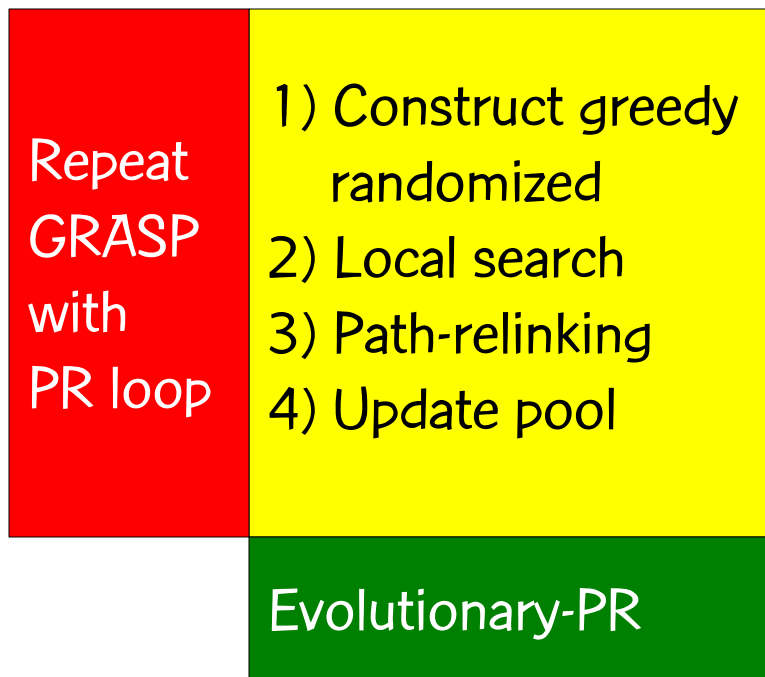 Repeat
GRASP
with
PR loop
1) Construct greedy
randomized
2) Local search
3) Path-relinking
4) Update pool
Evolutionary-PR